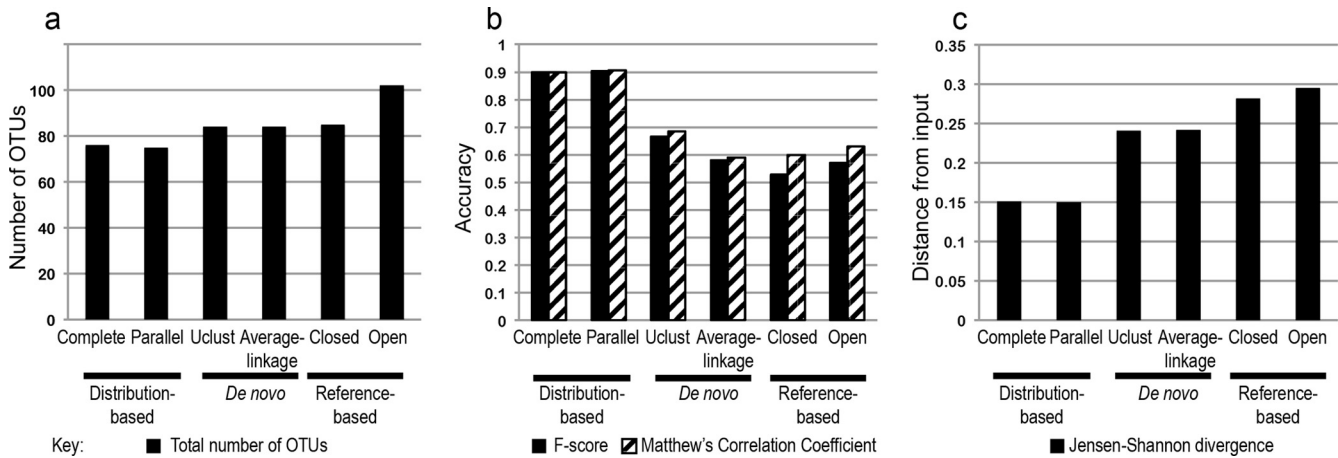 a
Number of OTUs
100
80
60
40
20
0
Complete Parallel Uclust Average-linkage Closed Open
Distribution-based De novo Reference-based
Key: Total number of OTUs
b
Accuracy
1
0.9
0.8
0.7
0.6
0.5
0.4
0.3
0.2
0.1
0
Complete Parallel Uclust Average-linkage Closed Open
Distribution-based De novo Reference-based
F-score Matthew's Correlation Coefficient
c
Distance from input
0.35
0.3
0.25
0.2
0.15
0.1
0.05
0
Complete Parallel Uclust Average-linkage Closed Open
Distribution-based De novo Reference-based
Jensen-Shannon divergence